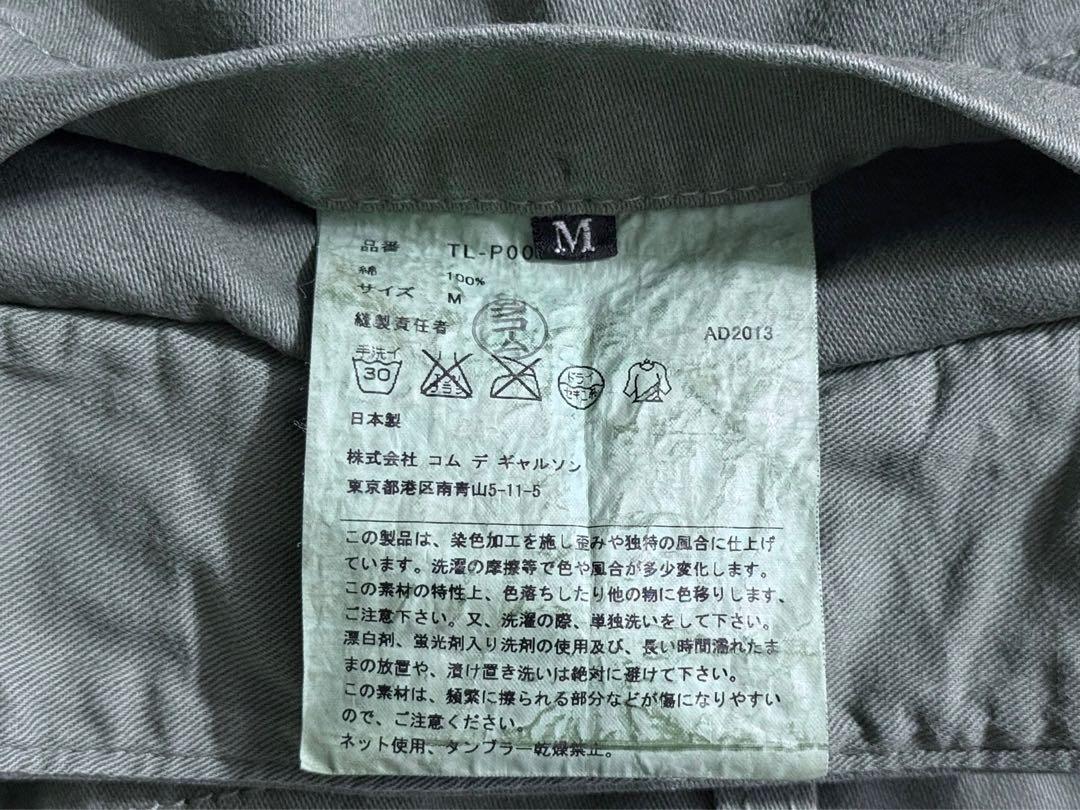 M
品番 TL-P00
綿 100%
サイズ M
縫製責任者
AD2013
手洗イ
30
ドライ
セキユ系
日本製
株式会社 コム デ ギャルソン
東京都港区南青山5-11-5
この製品は、染色加工を施し歪みや独特の風合に仕上げ
ています。洗濯の摩擦等で色や風合が多少変化します。
この素材の特性上、色落ちしたり他の物に色移りします、
ご注意下さい。又、洗濯の際、単独洗いをして下さい。
漂白剤、蛍光剤入り洗剤の使用及び、長い時間濡れたま
まの放置や、漬け置き洗いは絶対に避けて下さい。
この素材は、頻繁に擦られる部分などが傷になりやすい
ので、ご注意ください。
ネット使用、タンブラー乾燥禁止。